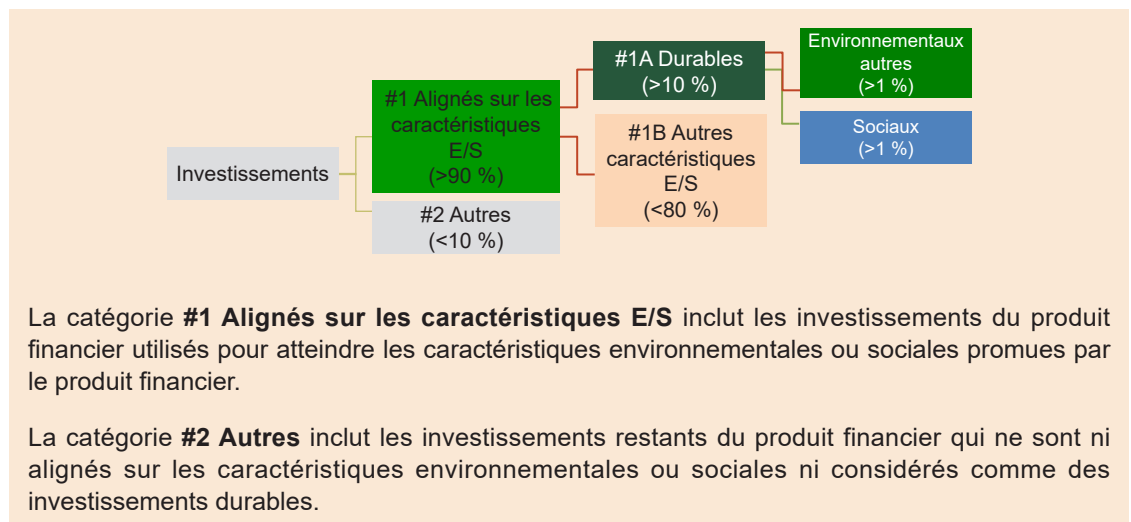 Investissements
#1 Alignés sur les
caractéristiques
E/S
(>90 %)
#2 Autres
(<10 %)
#1A Durables
(>10 %)
#1B Autres
caractéristiques
E/S
(<80 %)
Environnementaux
autres
(>1 %)
Sociaux
(>1 %)
La catégorie #1 Alignés sur les caractéristiques E/S inclut les investissements du produit
financier utilisés pour atteindre les caractéristiques environnementales ou sociales promues par
le produit financier.
La catégorie #2 Autres inclut les investissements restants du produit financier qui ne sont ni
alignés sur les caractéristiques environnementales ou sociales ni considérés comme des
investissements durables.